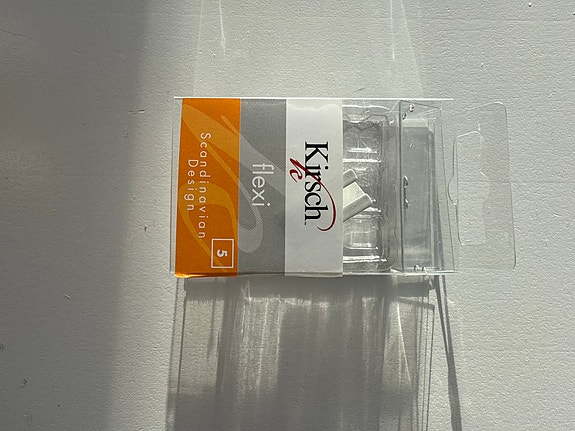 Kirsch
flexi
Scandinavian
Design
5